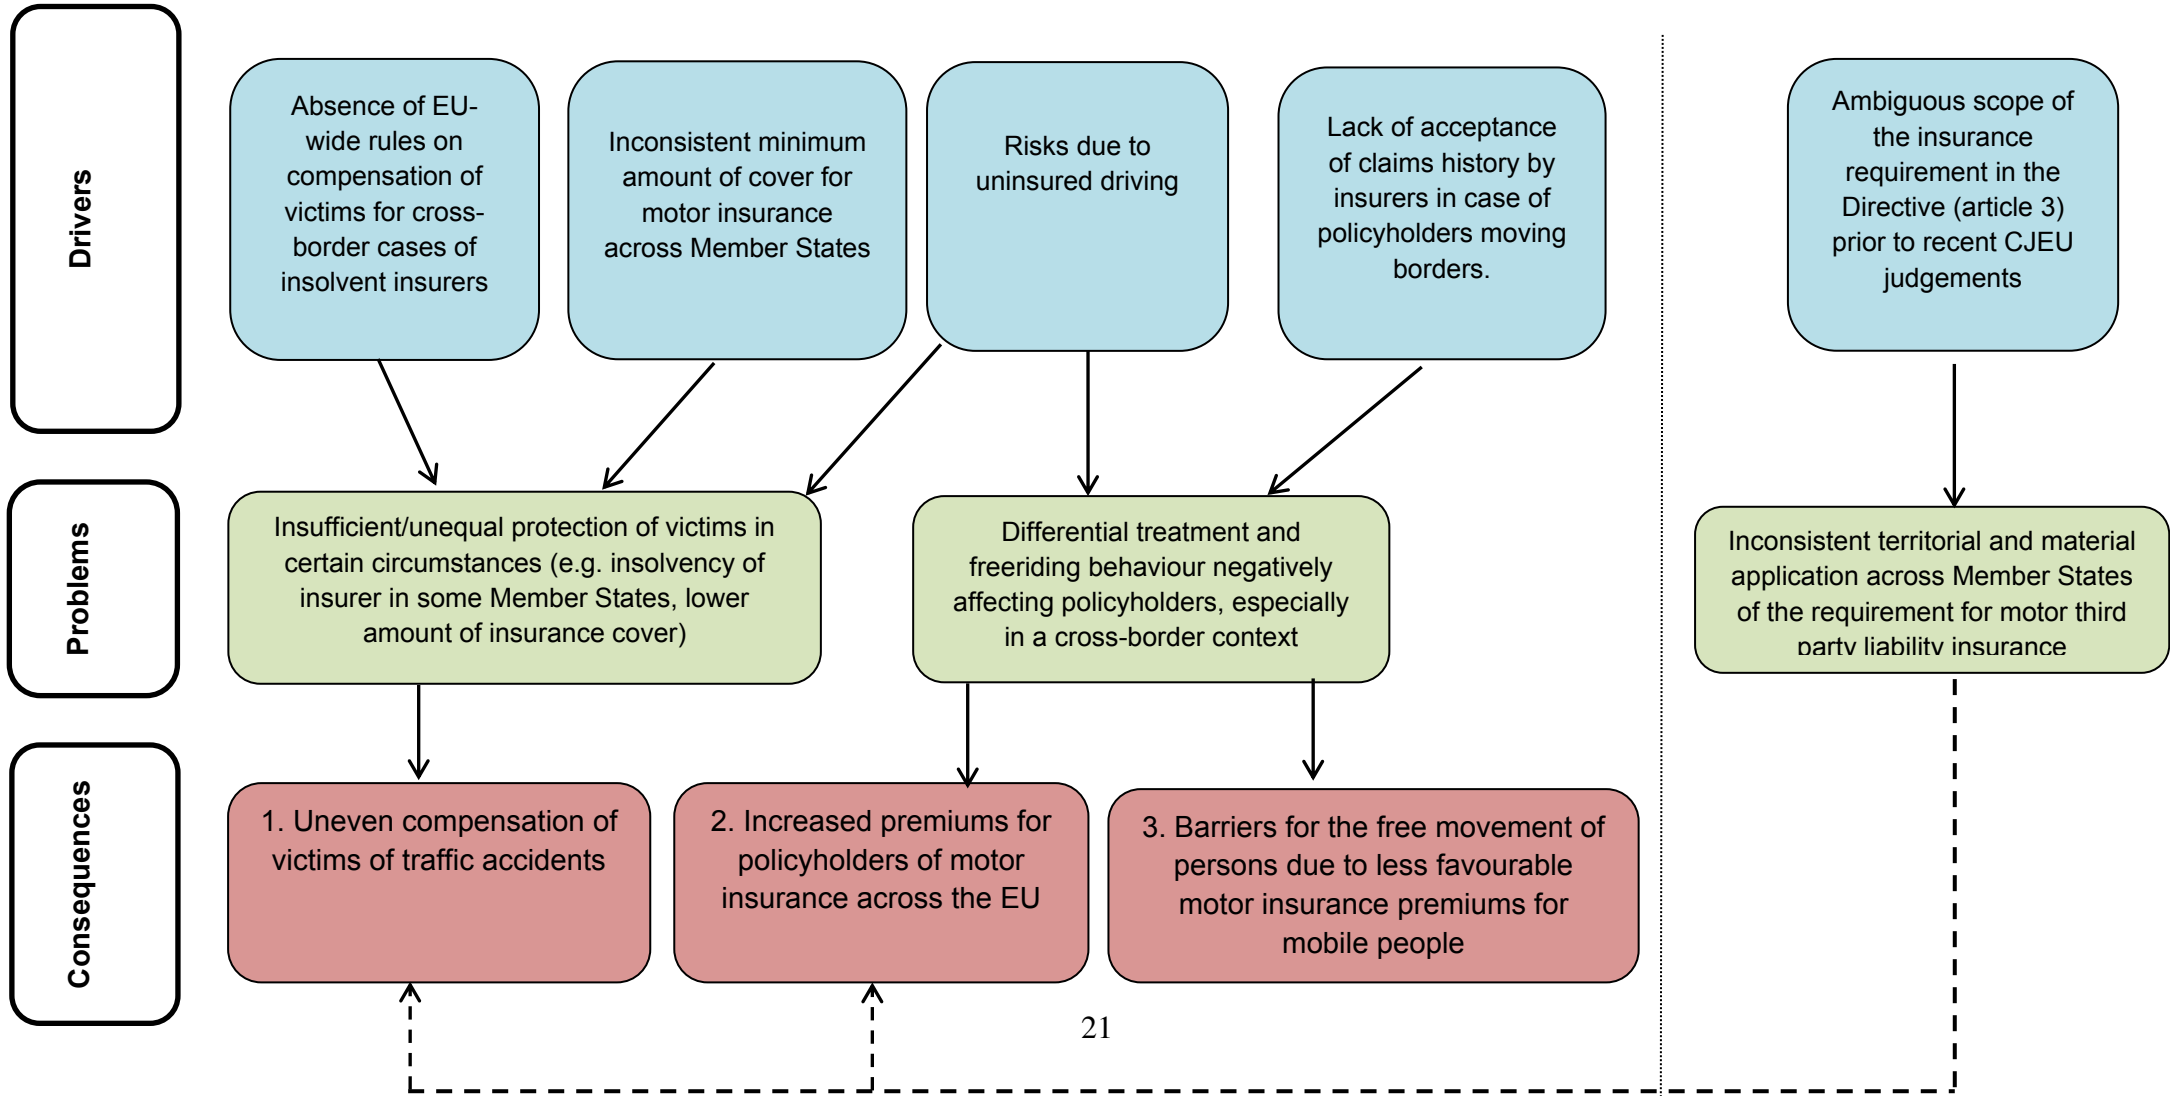 Drivers
Absence of EU-
wide rules on
compensation of
victims for cross-
border cases of
insolvent insurers
Inconsistent minimum
amount of cover for
motor insurance
across Member States
Risks due to
uninsured driving
Lack of acceptance
of claims history by
insurers in case of
policyholders moving
borders.
Ambiguous scope of
the insurance
requirement in the
Directive (article 3)
prior to recent CJEU
judgements
Problems
Insufficient/unequal protection of victims in
certain circumstances (e.g. insolvency of
insurer in some Member States, lower
amount of insurance cover)
Differential treatment and
freeriding behaviour negatively
affecting policyholders, especially
in a cross-border context
Inconsistent territorial and material
application across Member States
of the requirement for motor third
party liability insurance
Consequences
1. Uneven compensation of
victims of traffic accidents
2. Increased premiums for
policyholders of motor
insurance across the EU
3. Barriers for the free movement of
persons due to less favourable
motor insurance premiums for
mobile people
21